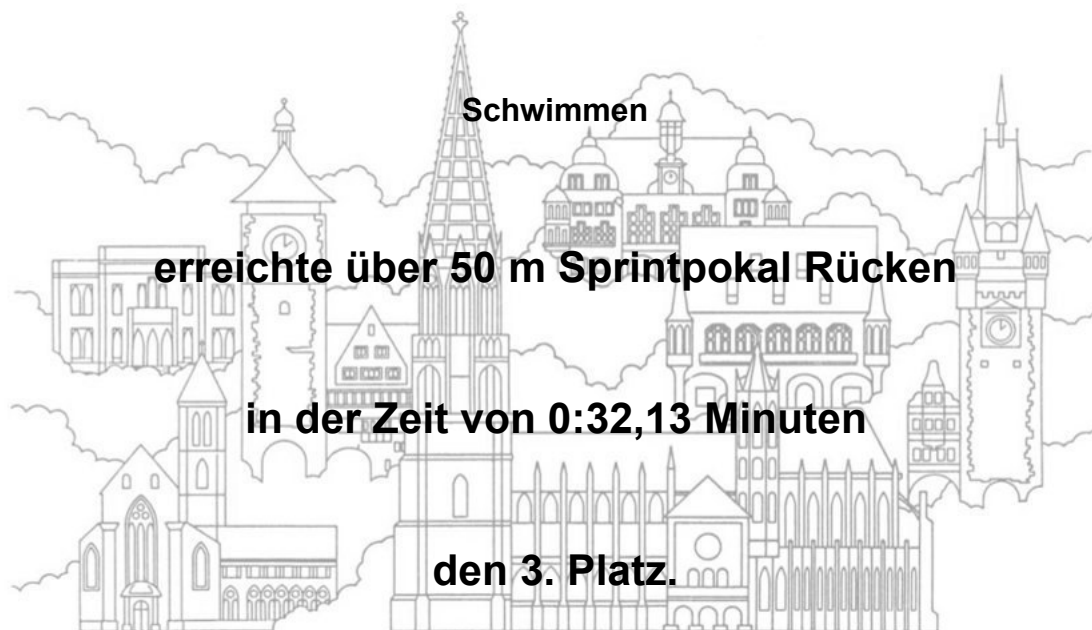 Schwimmen
erreichte über 50 m Sprintpokal Rücken
in der Zeit von 0:32,13 Minuten
den 3. Platz.